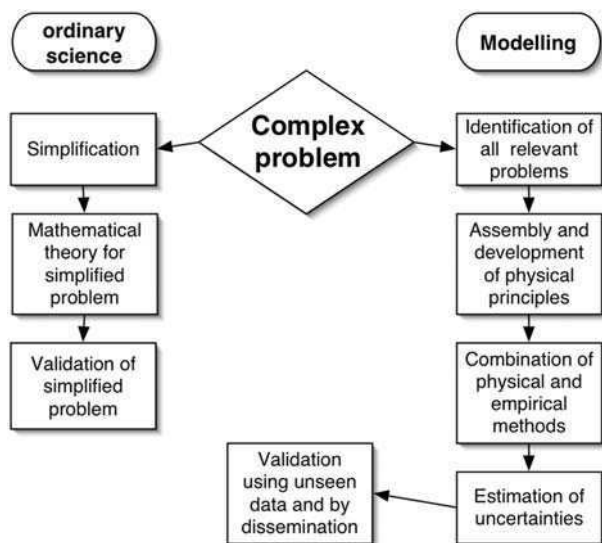 ordinary
science
Modelling
Complex
problem
Simplification
Mathematical
theory for
simplified
problem
Validation of
simplified
problem
Identification of
all relevant
problems
Assembly and
development
of physical
principles
Combination of
physical and
empirical
methods
Estimation of
uncertainties
Validation
using unseen
data and by
dissemination